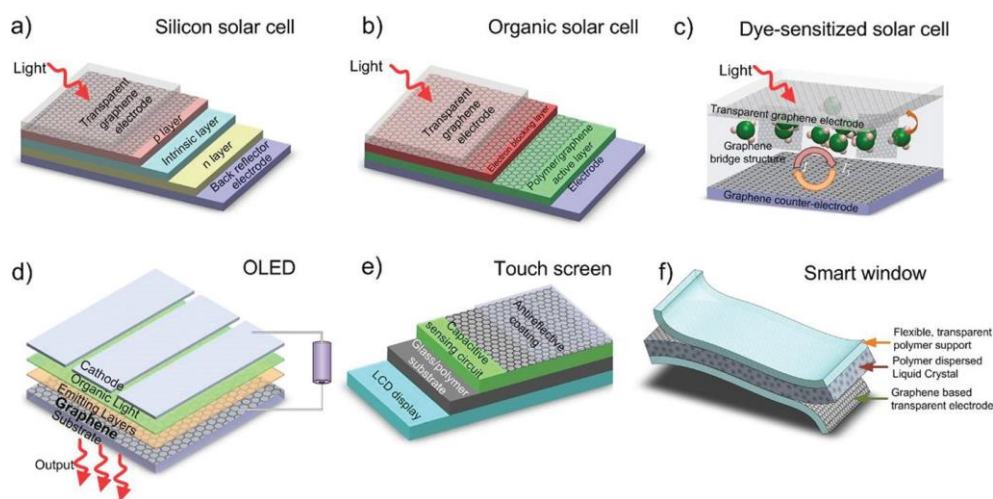 a)
Silicon solar cell
Light
Transparent
graphene
electrode
p layer
Intrinsic layer
n layer
Back reflector
electrode
b)
Organic solar cell
Light
Transparent
graphene
electrode
Electron blocking layer
Polymer/graphene
active layer
Electrode
c)
Dye-sensitized solar cell
Light
Transparent graphene electrode
Graphene
bridge structure
Graphene counter-electrode
d)
OLED
Cathode
Organic Light
Emitting Layers
Graphene
Substrate
Output
e)
Touch screen
Antireflective
coating
Capacitive
sensing circuit
Glass/polymer
substrate
LCD display
f)
Smart window
Flexible, transparent
polymer support
Polymer dispersed
Liquid Crystal
Graphene based
transparent electrode